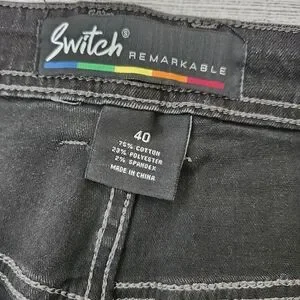 Switch®
REMARKABLE
40
75% COTTON
23% POLYESTER
2% SPANDEX
MADE IN CHINA